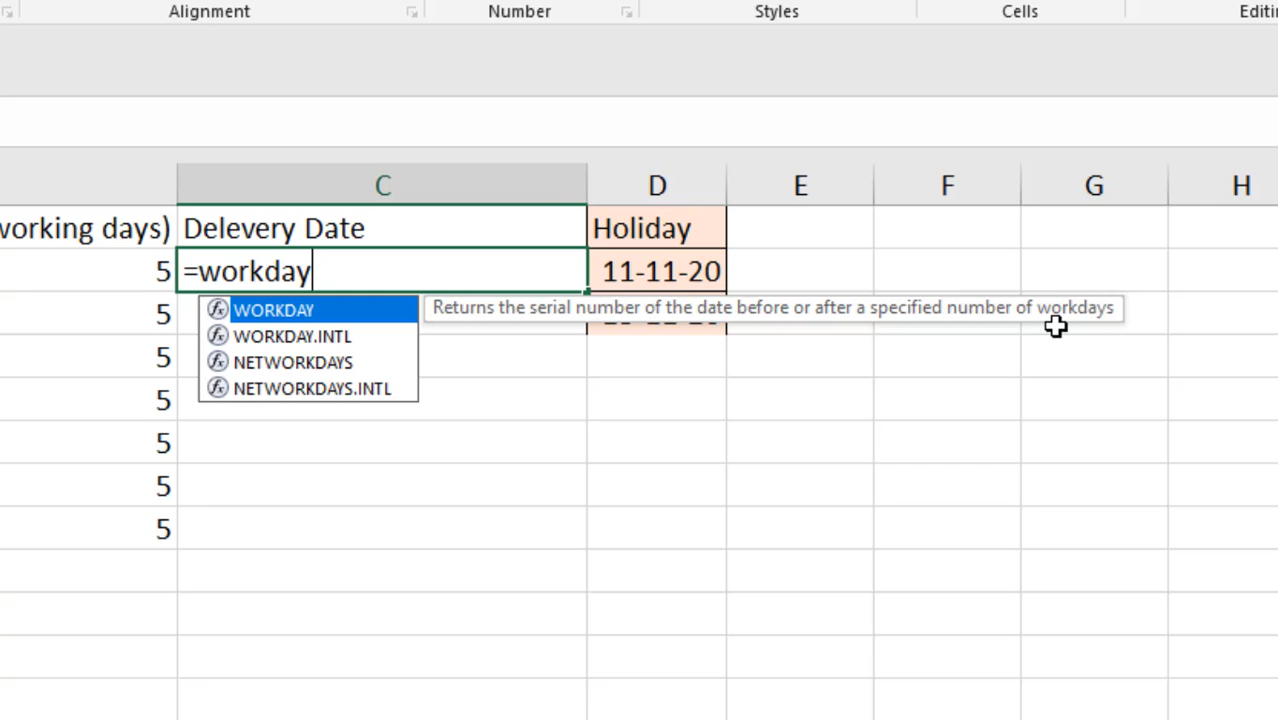 Alignment Number Styles Cells Editi
C D E F G H
working days) Delevery Date Holiday
5 =workday 11-11-20
WORKDAY Returns the serial number of the date before or after a specified number of workdays
5
WORKDAY.INTL
5 NETWORKDAYS
NETWORKDAYS.INTL
5
5
5
5